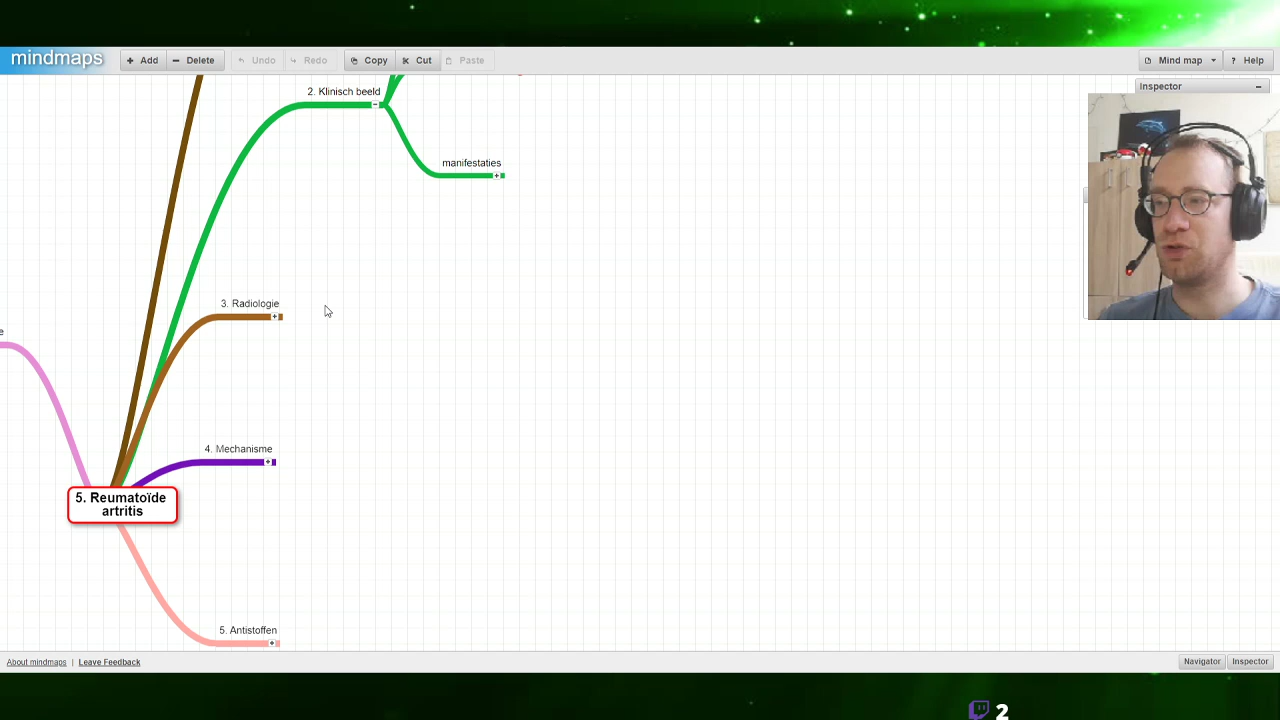 mindmaps
Add
Delete
Undo
Redo
Copy
Cut
Paste
Mind map
? Help
Inspector
2. Klinisch beeld
manifestaties
3. Radiologie
e
4. Mechanisme
5. Reumatoïde
artritis
5. Antistoffen
About mindmaps | Leave Feedback
Navigator
Inspector
2